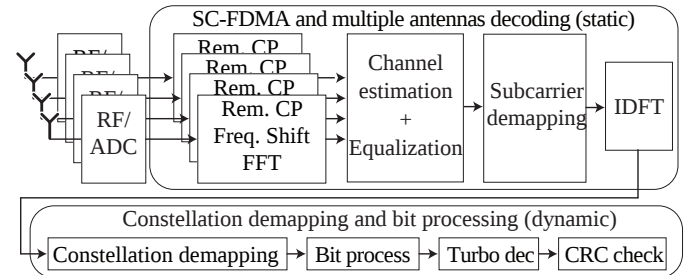 SC-FDMA and multiple antennas decoding (static)
RF/
RF/
RF/
RF/
ADC
Rem. CP
Rem. CP
Rem. CP
Rem. CP
Freq. Shift
FFT
Channel
estimation
+
Equalization
Subcarrier
demapping
IDFT
Constellation demapping and bit processing (dynamic)
Constellation demapping
Bit process
Turbo dec
CRC check